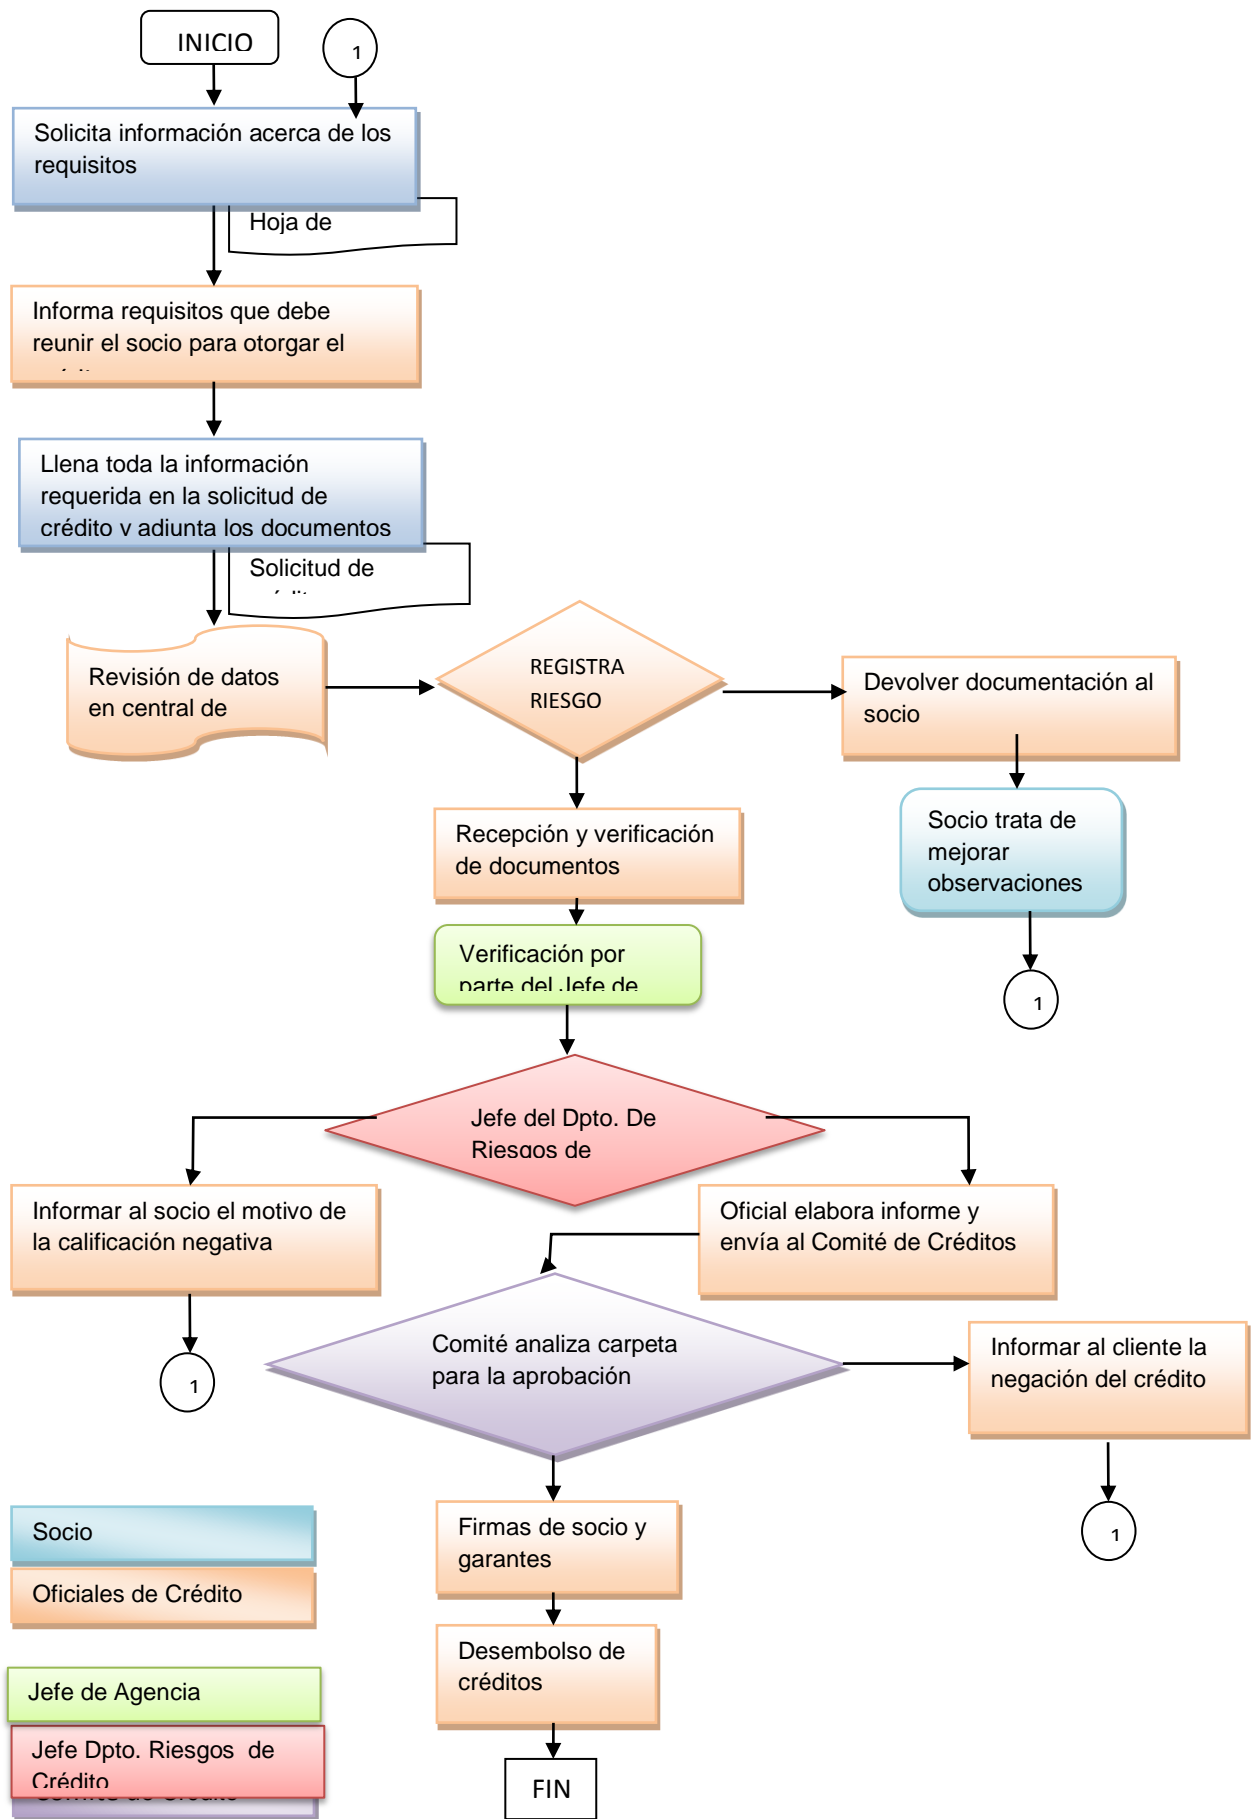 INICIO
1
Solicita información acerca de los
requisitos
Hoja de
Informa requisitos que debe
reunir el socio para otorgar el
Llena toda la información
requerida en la solicitud de
crédito y adjunta los documentos
Solicitud de
Revisión de datos
en central de
REGISTRA
RIESGO
Devolver documentación al
socio
Recepción y verificación
de documentos
Socio trata de
mejorar
observaciones
Verificación por
parte del Jefe de
1
Jefe del Dpto. De
Riesgos de
Informar al socio el motivo de
la calificación negativa
Oficial elabora informe y
envía al Comité de Créditos
Comité analiza carpeta
para la aprobación
Informar al cliente la
negación del crédito
1
Firmas de socio y
garantes
1
Socio
Oficiales de Crédito
Desembolso de
créditos
Jefe de Agencia
Jefe Dpto. Riesgos de
Crédito
FIN